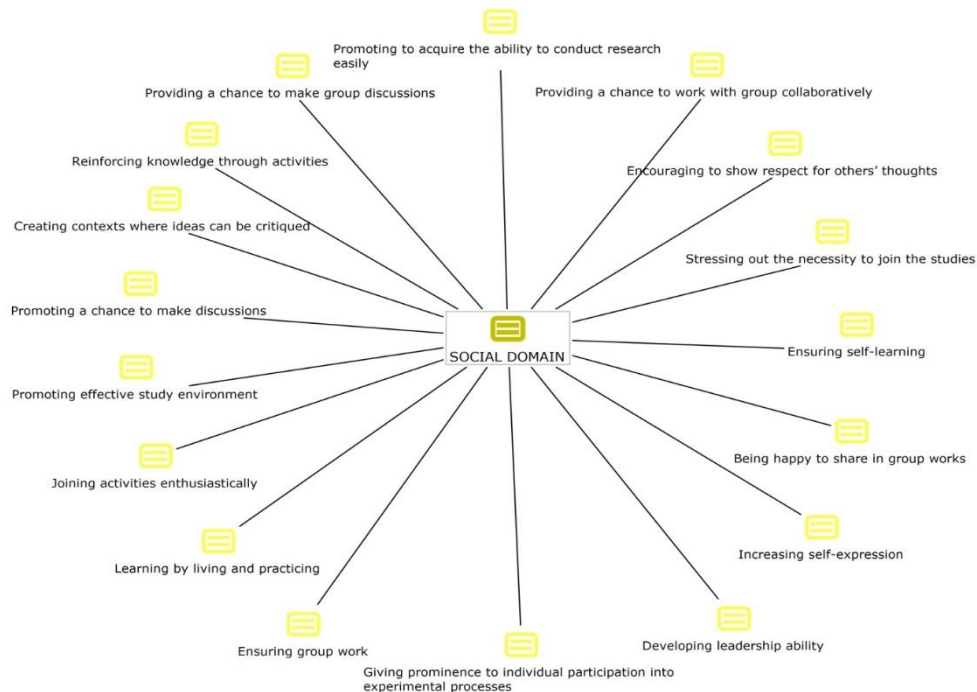 Promoting to acquire the ability to conduct research
easily
Providing a chance to make group discussions
Providing a chance to work with group collaboratively
Reinforcing knowledge through activities
Encouraging to show respect for others' thoughts
Creating contexts where ideas can be critiqued
Stressing out the necessity to join the studies
Promoting a chance to make discussions
SOCIAL DOMAIN
Ensuring self-learning
Promoting effective study environment
Being happy to share in group works
Joining activities enthusiastically
Increasing self-expression
Learning by living and practicing
Developing leadership ability
Ensuring group work
Giving prominence to individual participation into
experimental processes